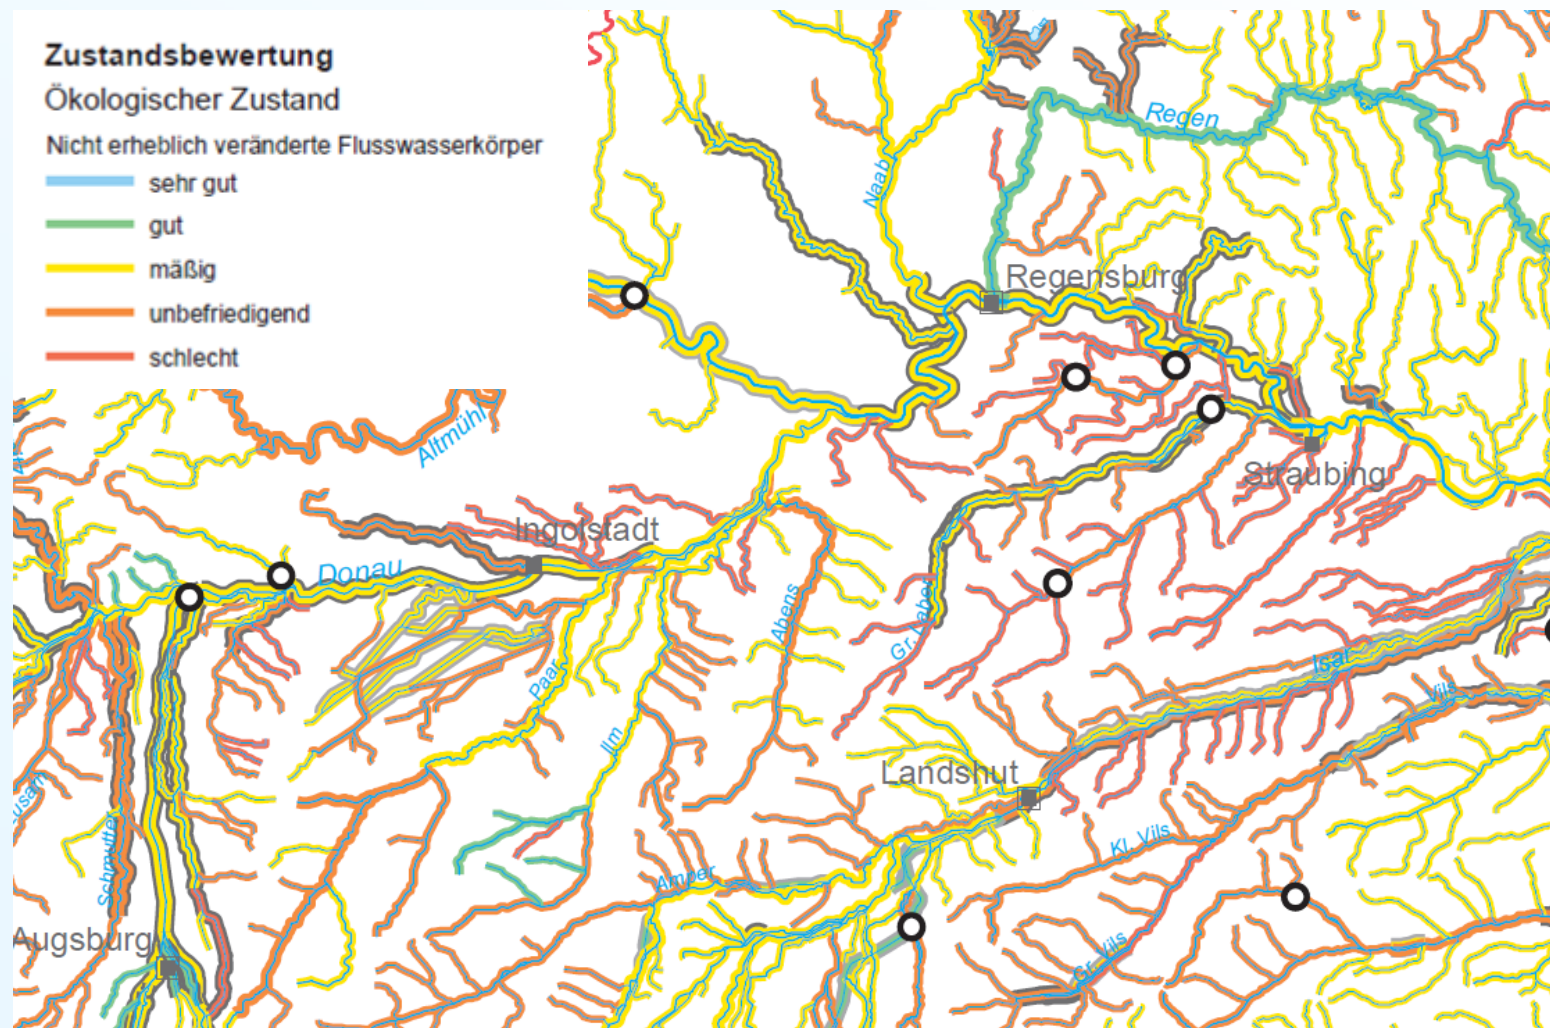 Zustandsbewertung
Ökologischer Zustand
Nicht erheblich veränderte Flusswasserkörper
sehr gut
gut
mäßig
unbefriedigend
schlecht
Regen
Naab
Regensburg
Altmühl
Straubing
Ingolstadt
Donau
Abens
Gr. Laber
Isar
Paar
Vils
Ilm
Landshut
Schmutter
Kl. Vils
Amper
Augsburg
Gr. Vils